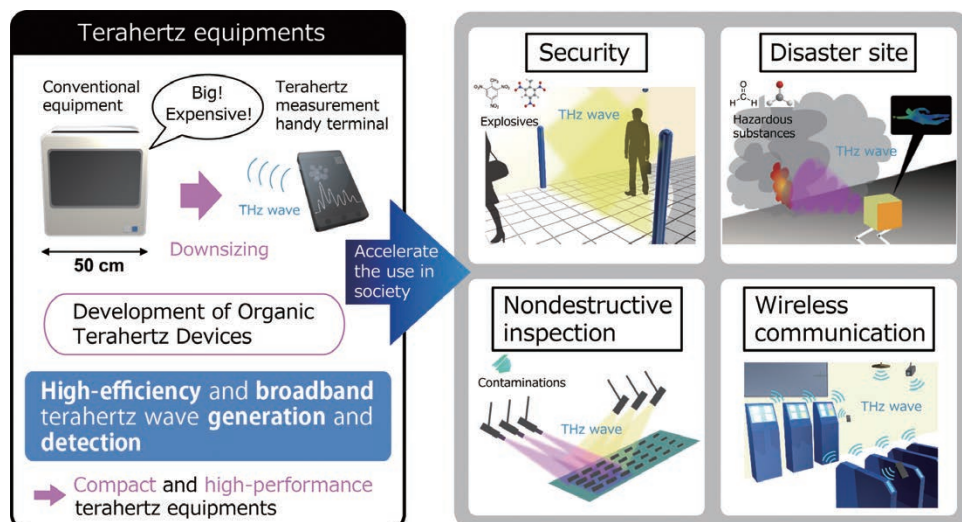 Terahertz equipments
Conventional
equipment
Big!
Expensive!
Terahertz
measurement
handy terminal
THz wave
Downsizing
50 cm
Development of Organic
Terahertz Devices
High-efficiency and broadband
terahertz wave generation and
detection
Compact and high-performance
terahertz equipments
Accelerate
the use in
society
Security
Explosives
THz wave
Disaster site
Hazardous
substances
THz wave
Nondestructive
inspection
Contaminations
THz wave
Wireless
communication
THz wave